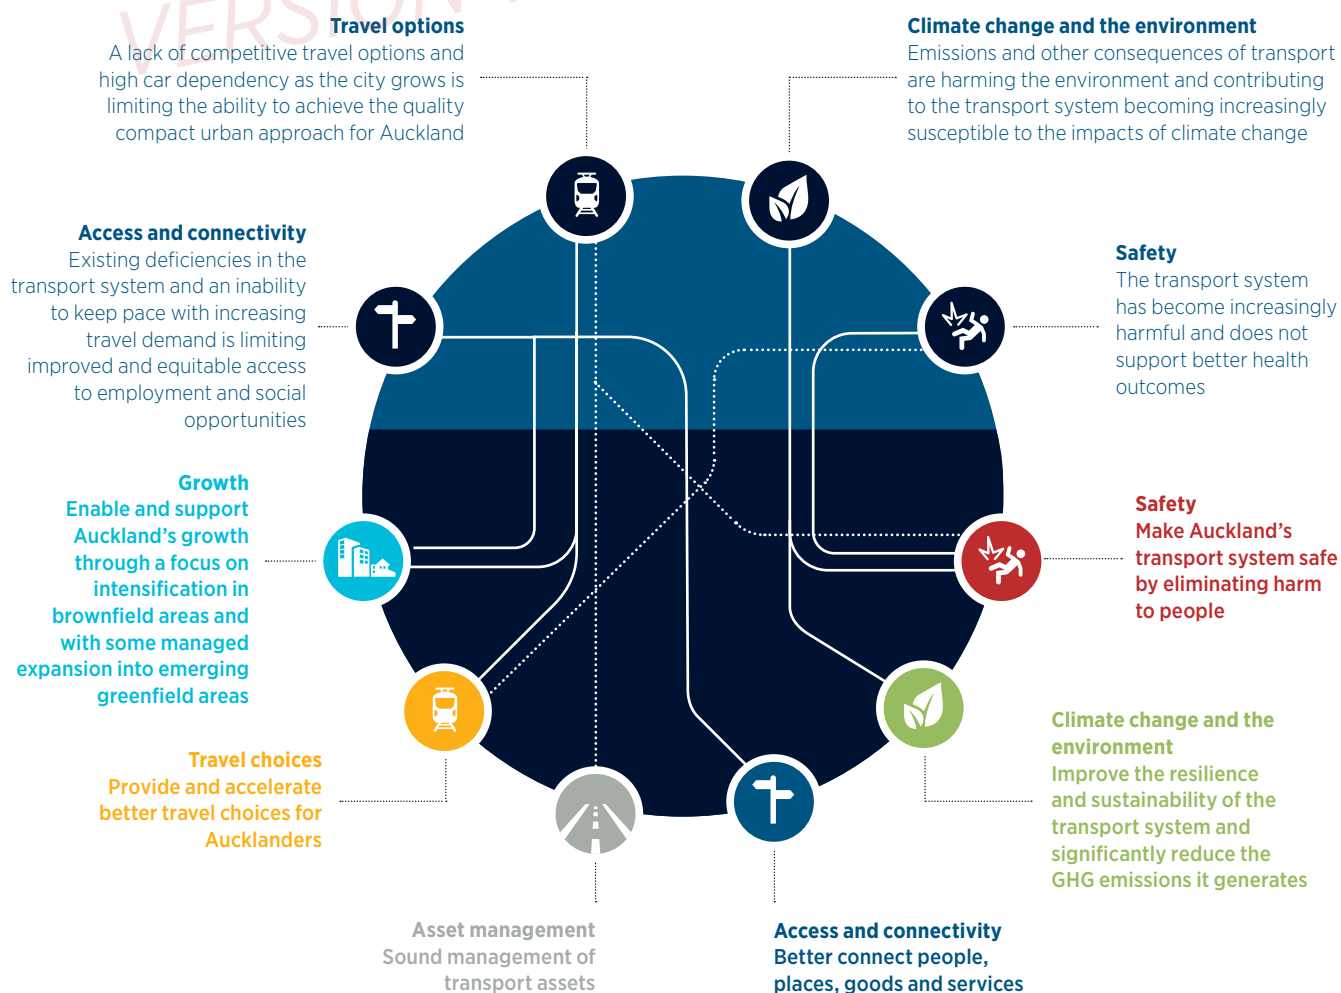 VERSION
Travel options
A lack of competitive travel options and
high car dependency as the city grows is
limiting the ability to achieve the quality
compact urban approach for Auckland
Climate change and the environment
Emissions and other consequences of transport
are harming the environment and contributing
to the transport system becoming increasingly
susceptible to the impacts of climate change
Access and connectivity
Existing deficiencies in the
transport system and an inability
to keep pace with increasing
travel demand is limiting
improved and equitable access
to employment and social
opportunities
Safety
The transport system
has become increasingly
harmful and does not
support better health
outcomes
Growth
Enable and support
Auckland’s growth
through a focus on
intensification in
brownfield areas and
with some managed
expansion into emerging
greenfield areas
Safety
Make Auckland’s
transport system safe
by eliminating harm
to people
Travel choices
Provide and accelerate
better travel choices for
Aucklanders
Climate change and the
environment
Improve the resilience
and sustainability of the
transport system and
significantly reduce the
GHG emissions it generates
Asset management
Sound management of
transport assets
Access and connectivity
Better connect people,
places, goods and services